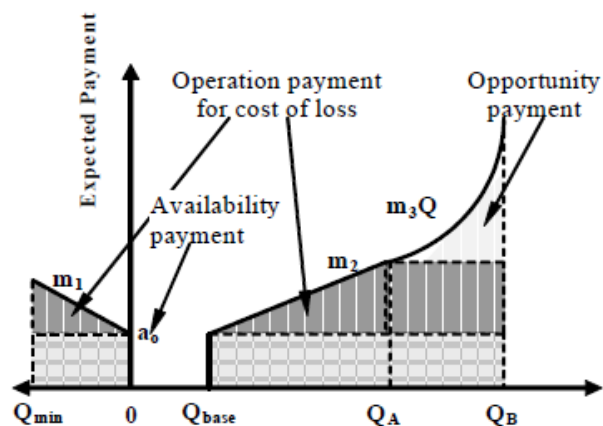 Expected Payment
Operation payment
for cost of loss
Opportunity
payment
Availability
payment
m₃Q
m₂
m₁
aₒ
Qmin
0
Qbase
QA
QB